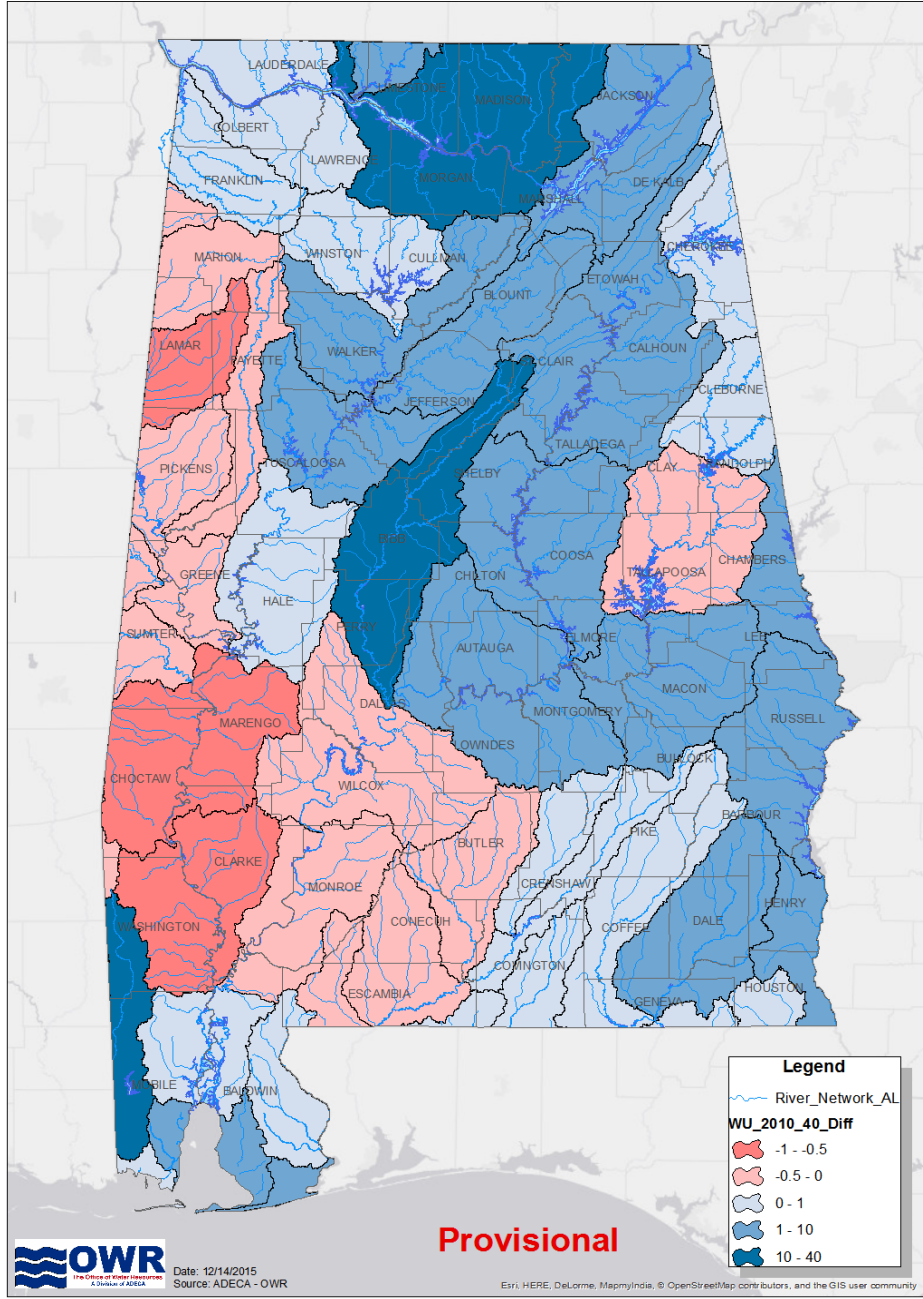 LAUDERDALE
LIMESTONE
MADISON
JACKSON
COLBERT
LAWRENC
FRANKLIN
MORGAN
DE KALB
MARSHALL
MARION
WINSTON
CULLMAN
CHEROKEE
BLOUNT
ETOWAH
LAMAR
FAYETTE
WALKER
CALHOUN
CLAIR
JEFFERSON
CLEBURNE
PICKENS
TUSCALOOSA
SHELBY
TALLADEGA
CLAY
RANDOLPH
BIBB
GREENE
HALE
CHILTON
COOSA
TALLAPOOSA
CHAMBERS
SUMTER
PERRY
AUTAUGA
ELMORE
LEE
MACON
DALLAS
MARENGO
MONTGOMERY
RUSSELL
LOWNDES
CHOCTAW
WILCOX
BULLOCK
BARBOUR
PIKE
BUTLER
CLARKE
MONROE
CRENSHAW
HENRY
WASHINGTON
CONECUH
COFFEE
DALE
COVINGTON
ESCAMBIA
GENEVA
HOUSTON
MOBILE
BALDWIN
Legend
River_Network_AL
WU_2010_40_Diff
-1 - -0.5
-0.5 - 0
0 - 1
1 - 10
10 - 40
Provisional
OWR
The Office of Water Resources
A Division of ADECA
Date: 12/14/2015
Source: ADECA - OWR
Esri, HERE, DeLorme, MapmyIndia, © OpenStreetMap contributors, and the GIS user community